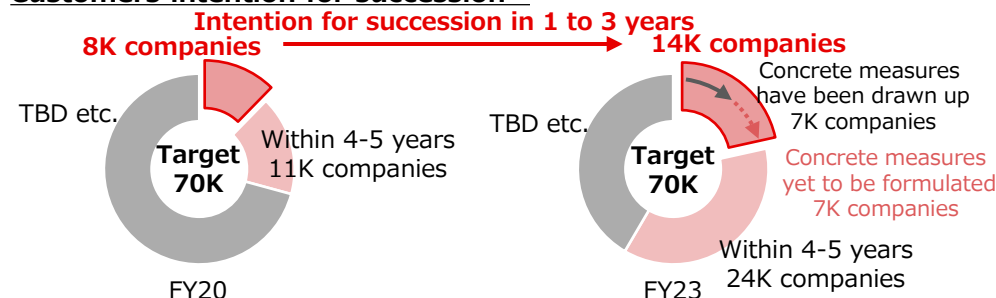 Customers' intention for succession
Intention for succession in 1 to 3 years
8K companies
14K companies
TBD etc.
Within 4-5 years
11K companies
Target
70K
FY20
TBD etc.
Target
70K
Concrete measures
have been drawn up
7K companies
Concrete measures
yet to be formulated
7K companies
Within 4-5 years
24K companies
FY23